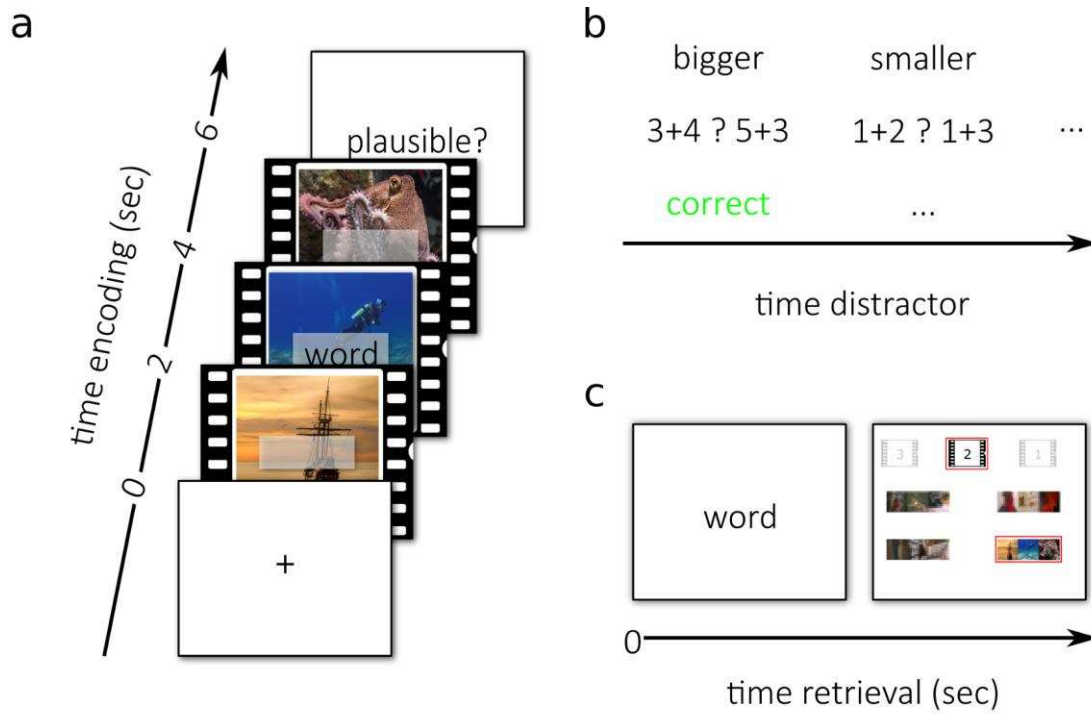 a
time encoding (sec)
0 2 4 6
plausible?
word
+
b
bigger smaller
3+4 ? 5+3 1+2 ? 1+3 ...
correct ...
time distractor
c
word
3 2 1
0
time retrieval (sec)